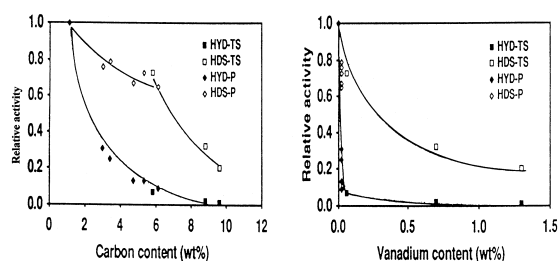 1.0
0.8
0.6
0.4
0.2
0.0
0 2 4 6 8 10 12
Relative activity
Carbon content (wt%)
HYD-TS
HDS-TS
HYD-P
HDS-P
1.0
0.8
0.6
0.4
0.2
0.0
0.0 0.5 1.0 1.5
Relative activity
Vanadium content (wt%)
HYD-TS
HDS-TS
HYD-P
HDS-P